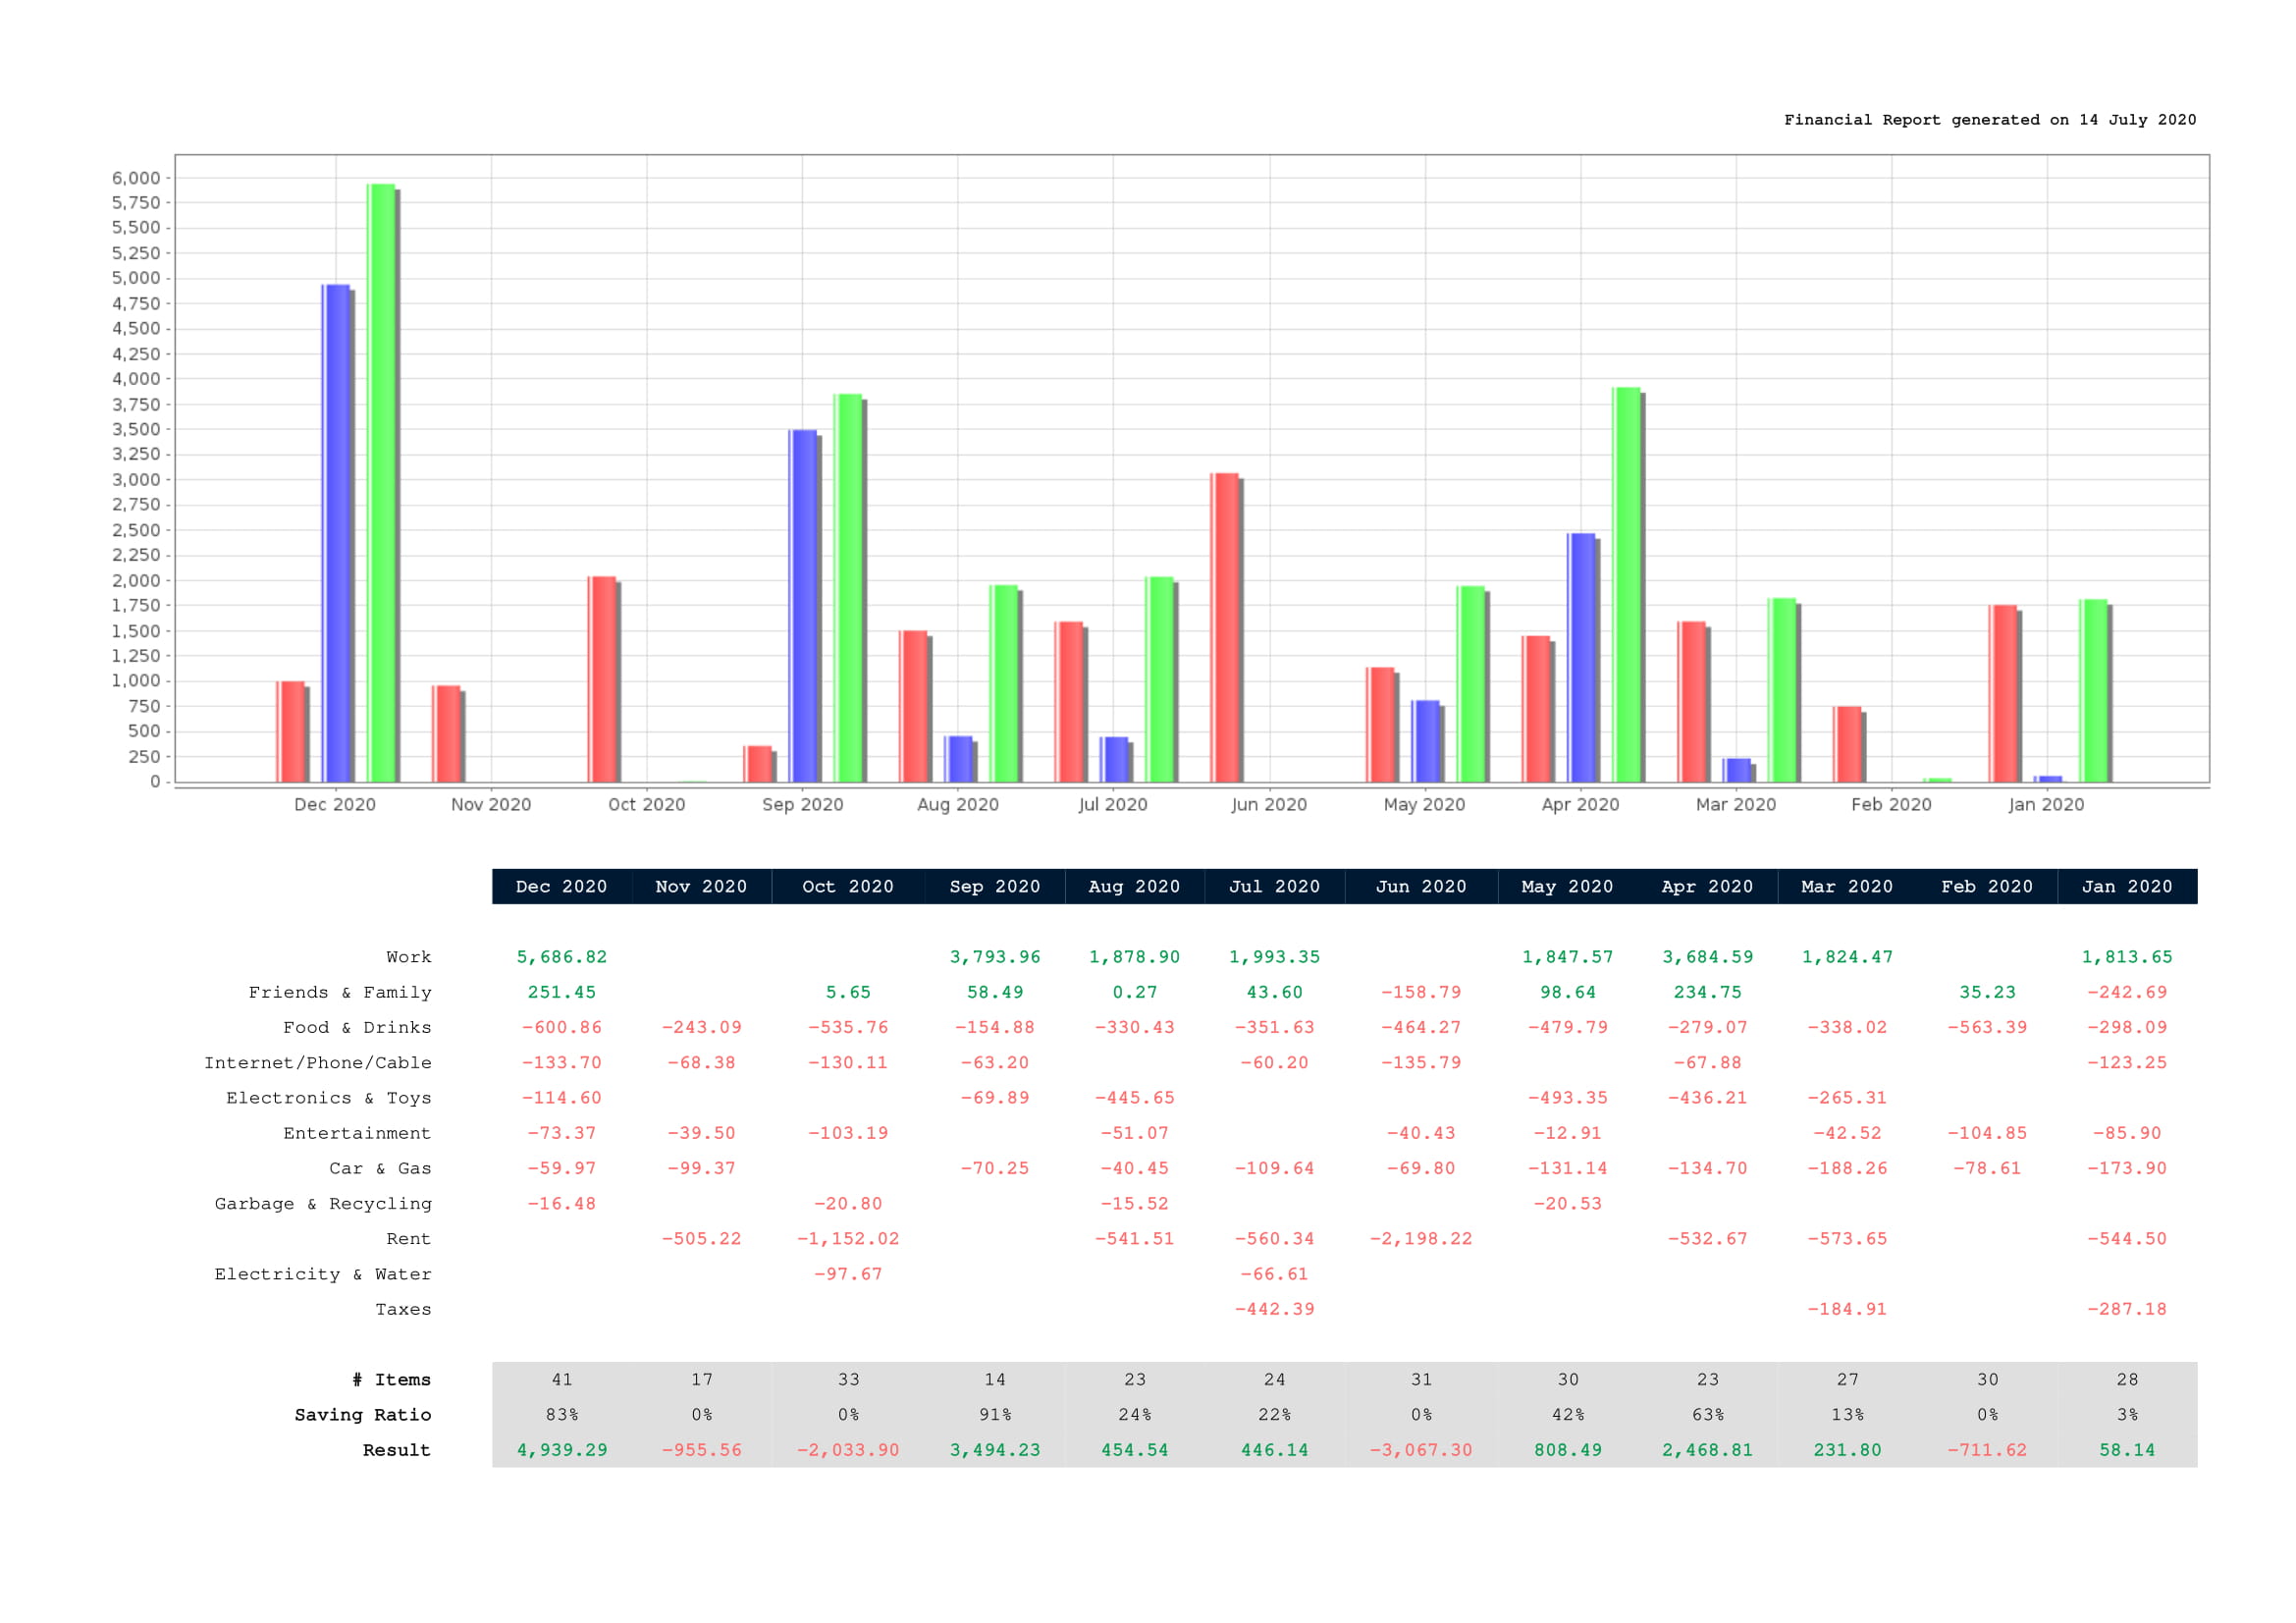 Financial Report generated on 14 July 2020
6,000
5,750
5,500
5,250
5,000
4,750
4,500
4,250
4,000
3,750
3,500
3,250
3,000
2,750
2,500
2,250
2,000
1,750
1,500
1,250
1,000
750
500
250
0
Dec 2020 Nov 2020 Oct 2020 Sep 2020 Aug 2020 Jul 2020 Jun 2020 May 2020 Apr 2020 Mar 2020 Feb 2020 Jan 2020
Dec 2020 Nov 2020 Oct 2020 Sep 2020 Aug 2020 Jul 2020 Jun 2020 May 2020 Apr 2020 Mar 2020 Feb 2020 Jan 2020
Work 5,686.82 3,793.96 1,878.90 1,993.35 1,847.57 3,684.59 1,824.47 1,813.65
Friends & Family 251.45 5.65 58.49 0.27 43.60 -158.79 98.64 234.75 35.23 -242.69
Food & Drinks -600.86 -243.09 -535.76 -154.88 -330.43 -351.63 -464.27 -479.79 -279.07 -338.02 -563.39 -298.09
Internet/Phone/Cable -133.70 -68.38 -130.11 -63.20 -60.20 -135.79 -67.88 -123.25
Electronics & Toys -114.60 -69.89 -445.65 -493.35 -436.21 -265.31
Entertainment -73.37 -39.50 -103.19 -51.07 -40.43 -12.91 -42.52 -104.85 -85.90
Car & Gas -59.97 -99.37 -70.25 -40.45 -109.64 -69.80 -131.14 -134.70 -188.26 -78.61 -173.90
Garbage & Recycling -16.48 -20.80 -15.52 -20.53
Rent -505.22 -1,152.02 -541.51 -560.34 -2,198.22 -532.67 -573.65 -544.50
Electricity & Water -97.67 -66.61
Taxes -442.39 -184.91 -287.18
# Items 41 17 33 14 23 24 31 30 23 27 30 28
Saving Ratio 83% 0% 0% 91% 24% 22% 0% 42% 63% 13% 0% 3%
Result 4,939.29 -955.56 -2,033.90 3,494.23 454.54 446.14 -3,067.30 808.49 2,468.81 231.80 -711.62 58.14